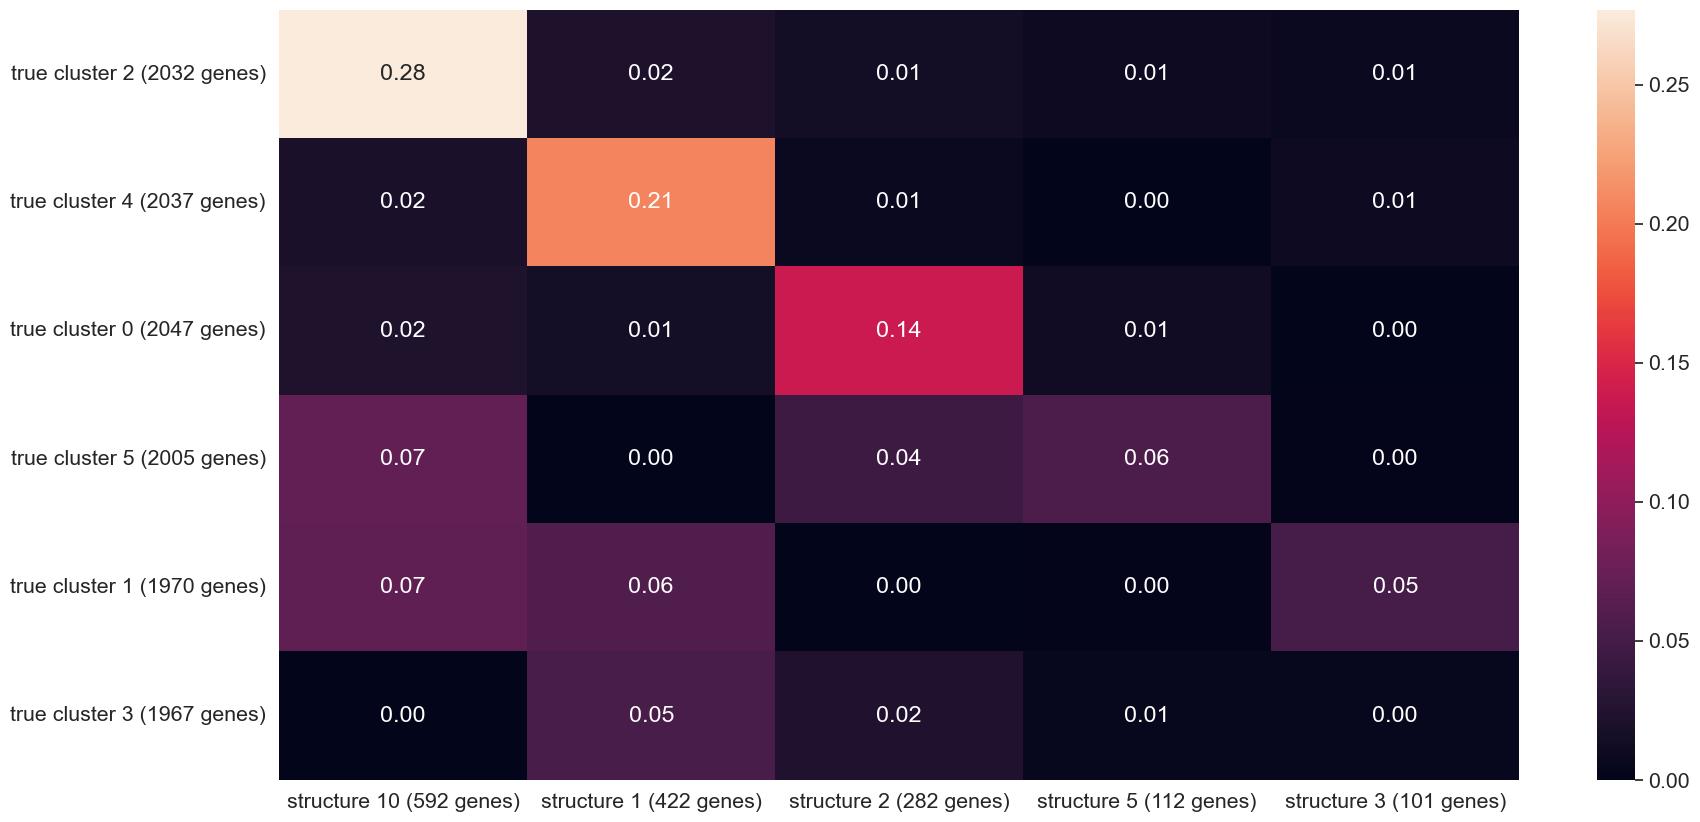 true cluster 2 (2032 genes) 0.28 0.02 0.01 0.01 0.01
0.25
true cluster 4 (2037 genes) 0.02 0.21 0.01 0.00 0.01
0.20
true cluster 0 (2047 genes) 0.02 0.01 0.14 0.01 0.00
0.15
true cluster 5 (2005 genes) 0.07 0.00 0.04 0.06 0.00
0.10
true cluster 1 (1970 genes) 0.07 0.06 0.00 0.00 0.05
0.05
true cluster 3 (1967 genes) 0.00 0.05 0.02 0.01 0.00
0.00
structure 10 (592 genes) structure 1 (422 genes) structure 2 (282 genes) structure 5 (112 genes) structure 3 (101 genes)